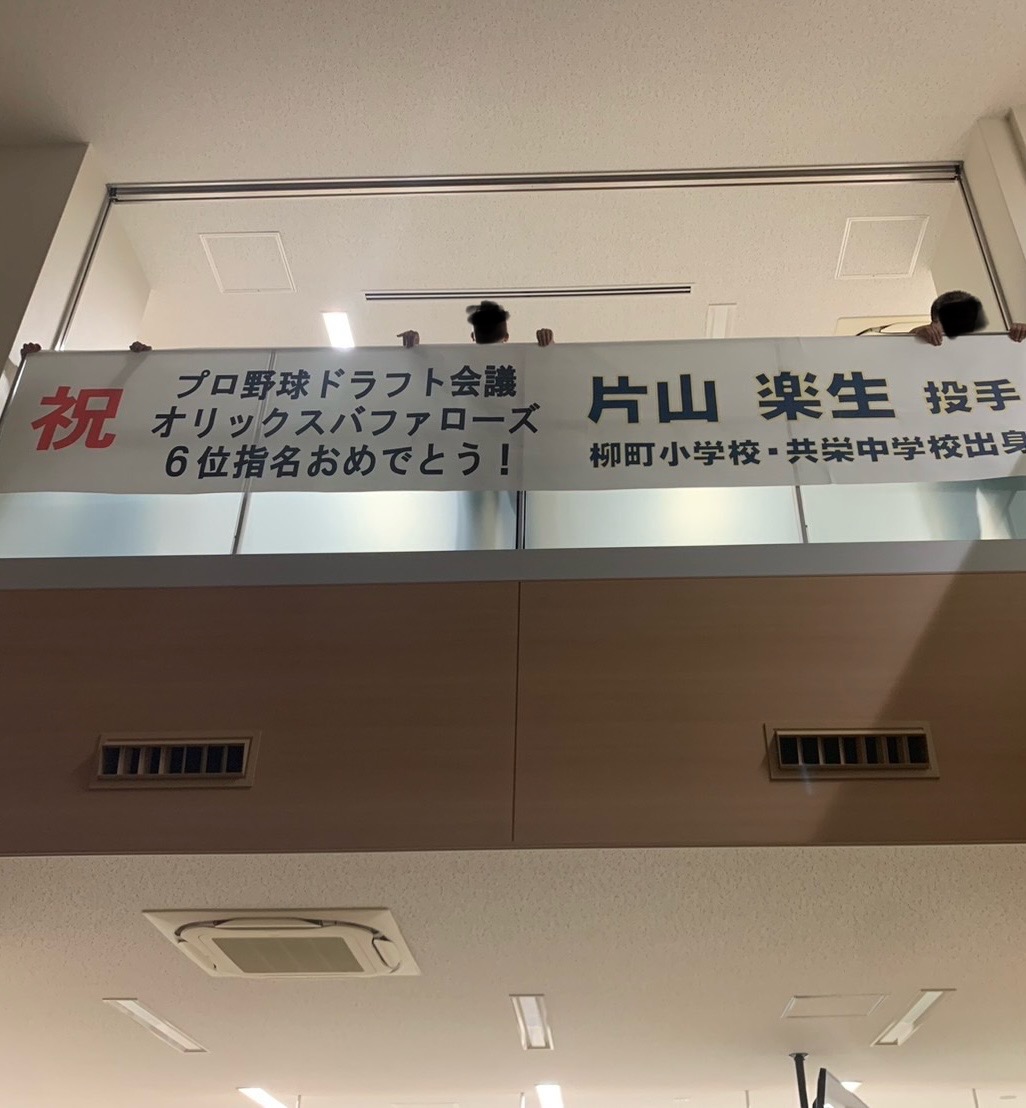 祝
プロ野球ドラフト会議
オリックスバファローズ
6位指名おめでとう!
片山 楽生 投手
柳町小学校・共栄中学校出身